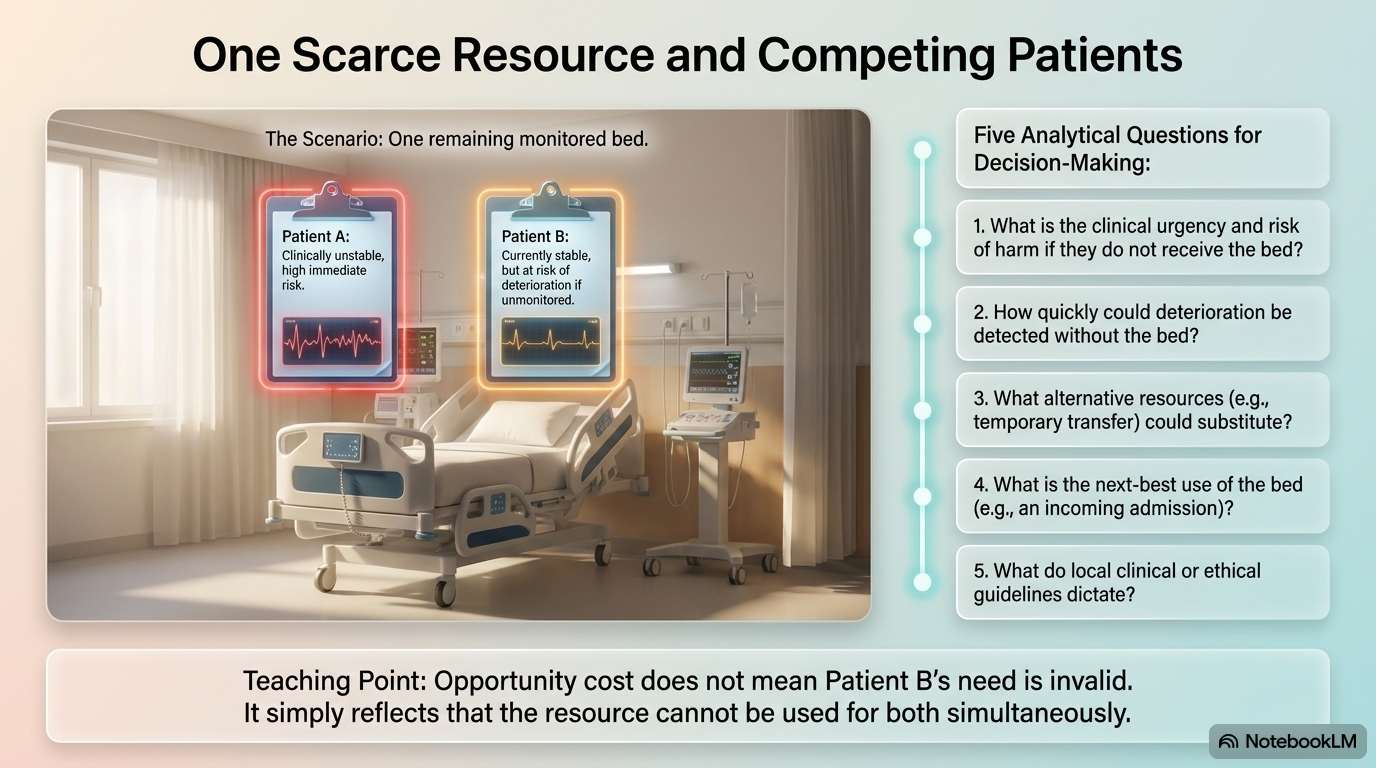 One Scarce Resource and Competing Patients
The Scenario: One remaining monitored bed.
Patient A:
Clinically unstable,
high immediate
risk.
Patient B:
Currently stable,
but at risk of
deterioration if
unmonitored.
Five Analytical Questions for
Decision-Making:
1. What is the clinical urgency and risk
of harm if they do not receive the bed?
2. How quickly could deterioration be
detected without the bed?
3. What alternative resources (e.g.,
temporary transfer) could substitute?
4. What is the next-best use of the bed
(e.g., an incoming admission)?
5. What do local clinical or ethical
guidelines dictate?
Teaching Point: Opportunity cost does not mean Patient B’s need is invalid.
It simply reflects that the resource cannot be used for both simultaneously.
NotebookLM